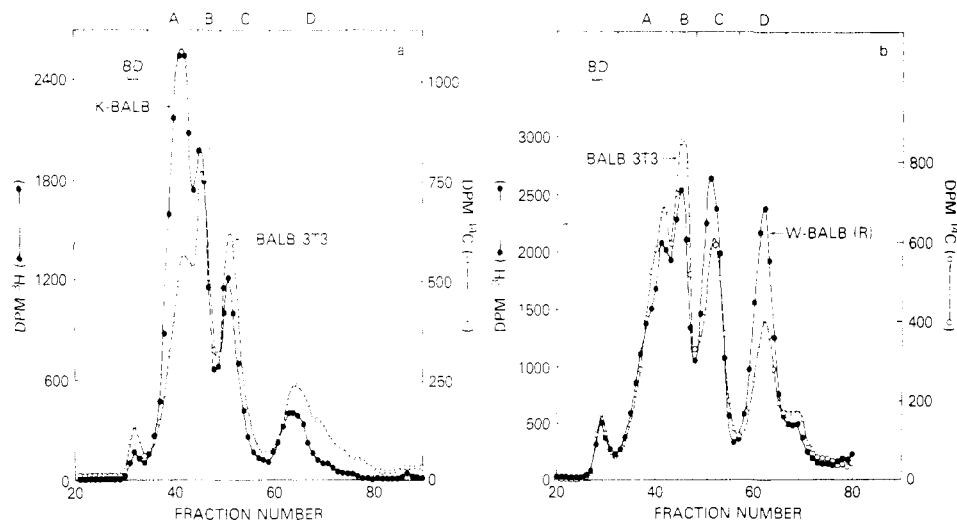 A B C D
a
BD
K-BALB
BALB 3T3
2400
1800
1200
600
0
1000
750
500
250
0
DPM ³H (●——●)
DPM ¹⁴C (○----○)
20 40 60 80
FRACTION NUMBER
A B C D
b
BD
BALB 3T3
W-BALB (R)
3000
2500
2000
1500
1000
500
0
800
600
400
200
0
DPM ³H (●——●)
DPM ¹⁴C (○----○)
20 40 60 80
FRACTION NUMBER